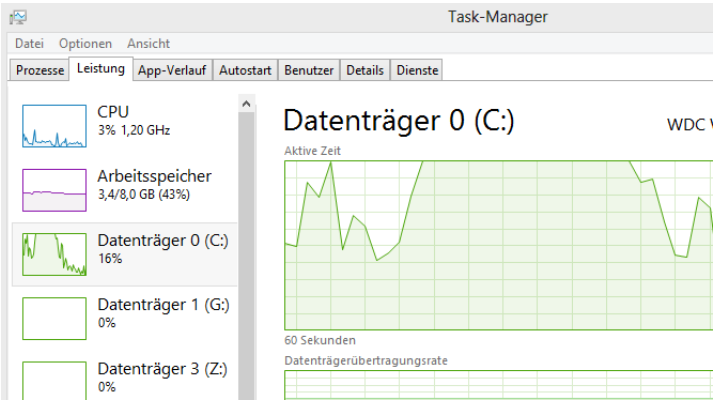 Task-Manager
Datei Optionen Ansicht
Prozesse Leistung App-Verlauf Autostart Benutzer Details Dienste
CPU
3% 1,20 GHz
Arbeitsspeicher
3,4/8,0 GB (43%)
Datenträger 0 (C:)
16%
Datenträger 1 (G:)
0%
Datenträger 3 (Z:)
0%
Datenträger 0 (C:)
WDC
Aktive Zeit
60 Sekunden
Datenträgerübertragungsrate